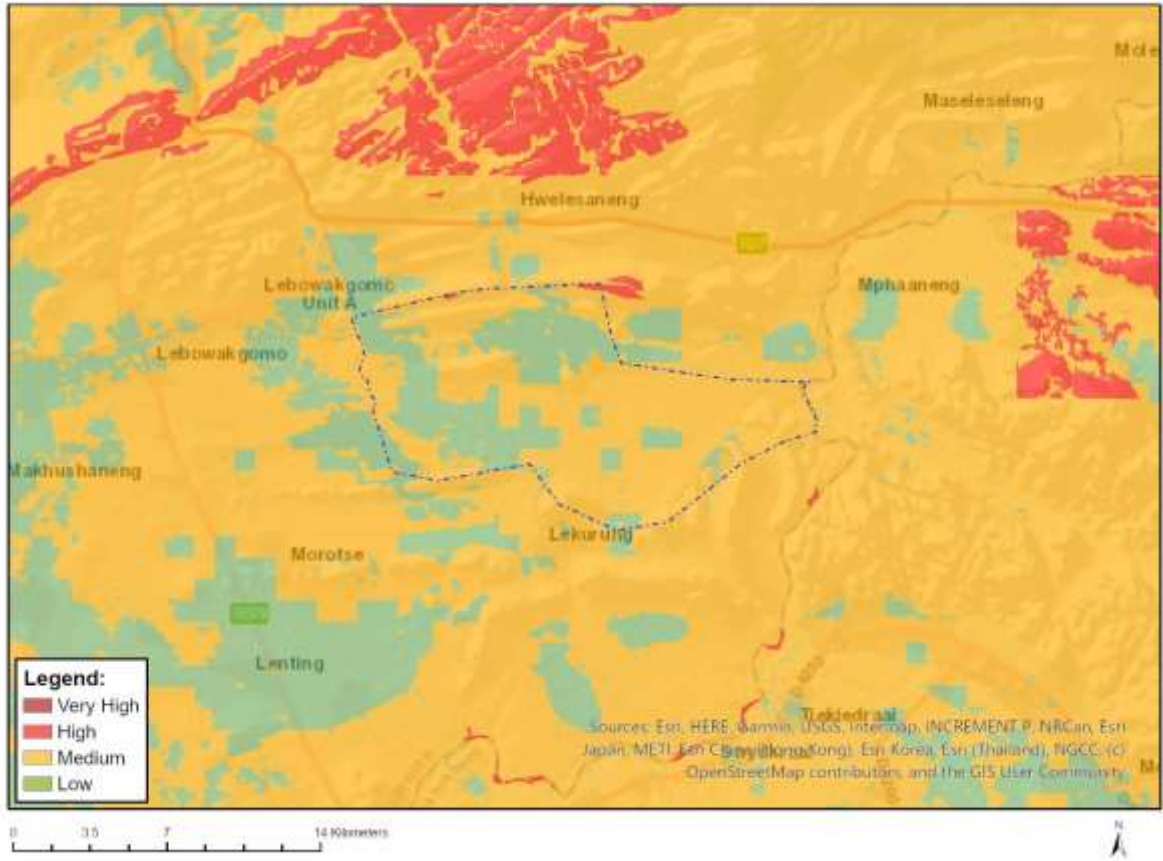 Mole
Maseleseleng
Hwelesaneng
Lebowakgomo
Unit A
Mphaaneng
Lebowakgomo
Makhushaneng
Lekurung
Morotse
Lenting
Legend:
Very High
High
Medium
Low
Sources: Esri, HERE, Garmin, USGS, Intermap, INCREMENT P, NRCan, Esri
Japan, METI, Esri China (Hong Kong), Esri Korea, Esri (Thailand), NGCC, (c)
OpenStreetMap contributors, and the GIS User Community
0 3.5 7 14 Kilometers
N